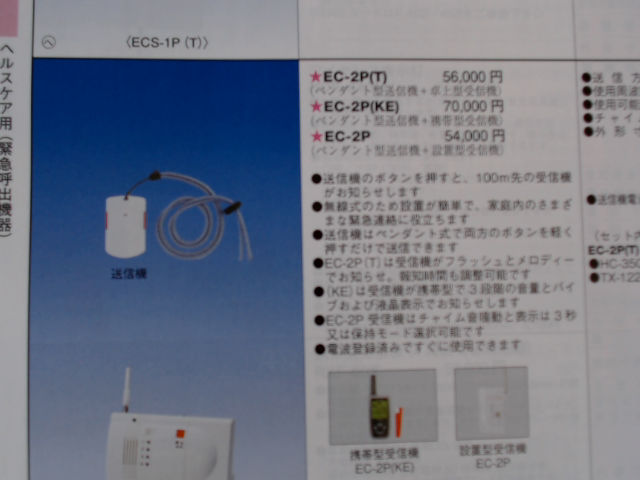 〈ECS-1P（T）〉
ヘルスケア用（緊急呼出機器）
★EC-2P(T) 56,000円
（ペンダント型送信機＋卓上型受信機）
★EC-2P(KE) 70,000円
（ペンダント型送信機＋携帯型受信機）
★EC-2P 54,000円
（ペンダント型送信機＋設置型受信機）
●送信機のボタンを押すと、100m先の受信機
がお知らせします
●無線式のため設置が簡単で、家庭内のさまざ
まな緊急連絡に役立ちます
●送信機はペンダント式で両方のボタンを軽く
押すだけで送信できます
●EC-2P(T)は受信機がフラッシュとメロディー
でお知らせ。報知時間も調整可能です
●(KE)は受信機が携帯型で3段階の音量とバイ
ブおよび液晶表示でお知らせします
●EC-2P 受信機はチャイム音鳴動と表示は3秒
又は保持モード選択可能です
●電波登録済みですぐに使用できます
送信機
携帯型受信機
EC-2P(KE)
設置型受信機
EC-2P
●送信方
●使用周波
●使用可能
●チャイム
●外形寸
●送信機電
（セット内
EC-2P(T)
●HC-350
●TX-122